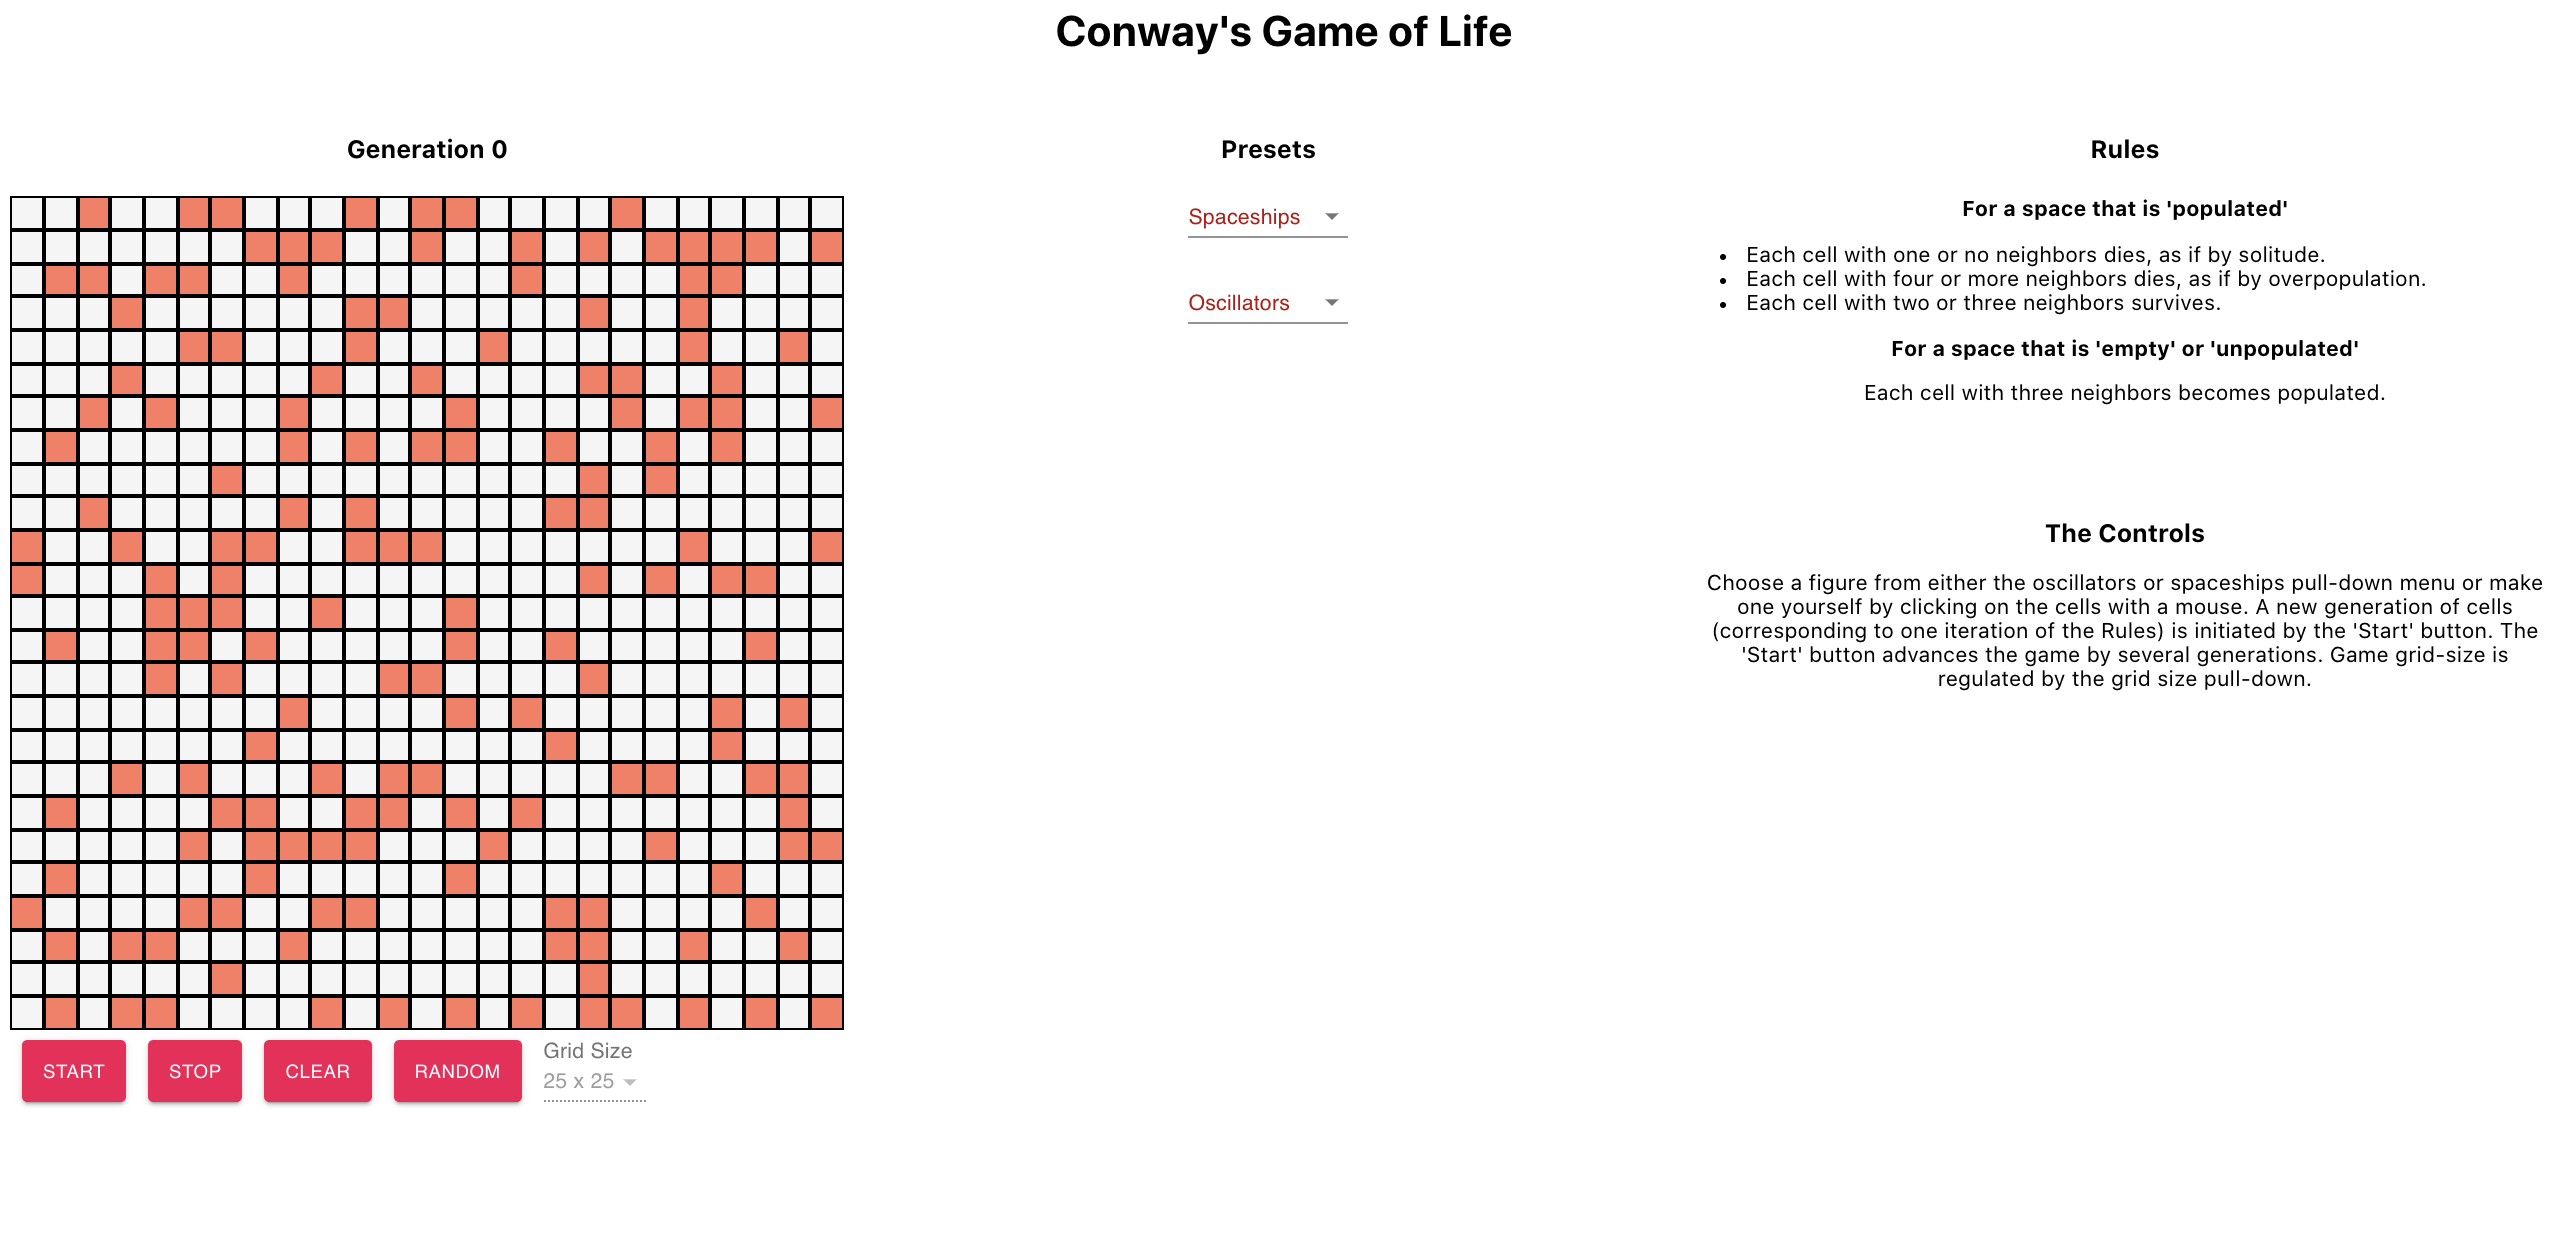 Conway's Game of Life
Generation 0
START
STOP
CLEAR
RANDOM
Grid Size
25 x 25
Presets
Spaceships
Oscillators
Rules
For a space that is 'populated'
• Each cell with one or no neighbors dies, as if by solitude.
• Each cell with four or more neighbors dies, as if by overpopulation.
• Each cell with two or three neighbors survives.
For a space that is 'empty' or 'unpopulated'
Each cell with three neighbors becomes populated.
The Controls
Choose a figure from either the oscillators or spaceships pull-down menu or make
one yourself by clicking on the cells with a mouse. A new generation of cells
(corresponding to one iteration of the Rules) is initiated by the 'Start' button. The
'Start' button advances the game by several generations. Game grid-size is
regulated by the grid size pull-down.